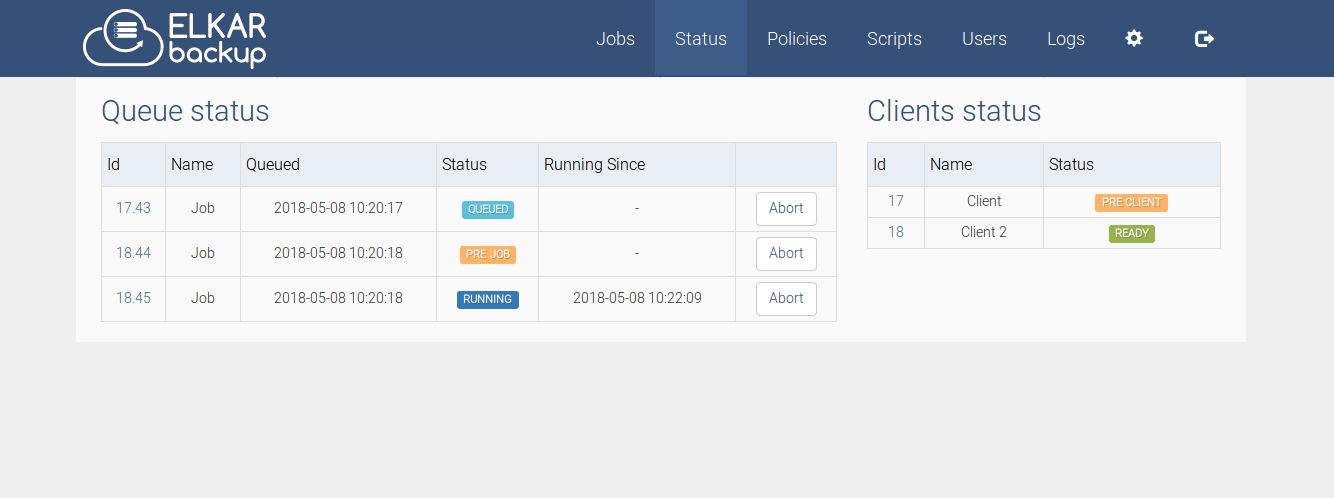 ELKAR
backup
Jobs Status Policies Scripts Users Logs
Queue status
Id Name Queued Status Running Since
17.43 Job 2018-05-08 10:20:17 QUEUED - Abort
18.44 Job 2018-05-08 10:20:18 PRE JOB - Abort
18.45 Job 2018-05-08 10:20:18 RUNNING 2018-05-08 10:22:09 Abort
Clients status
Id Name Status
17 Client PRE CLIENT
18 Client 2 READY